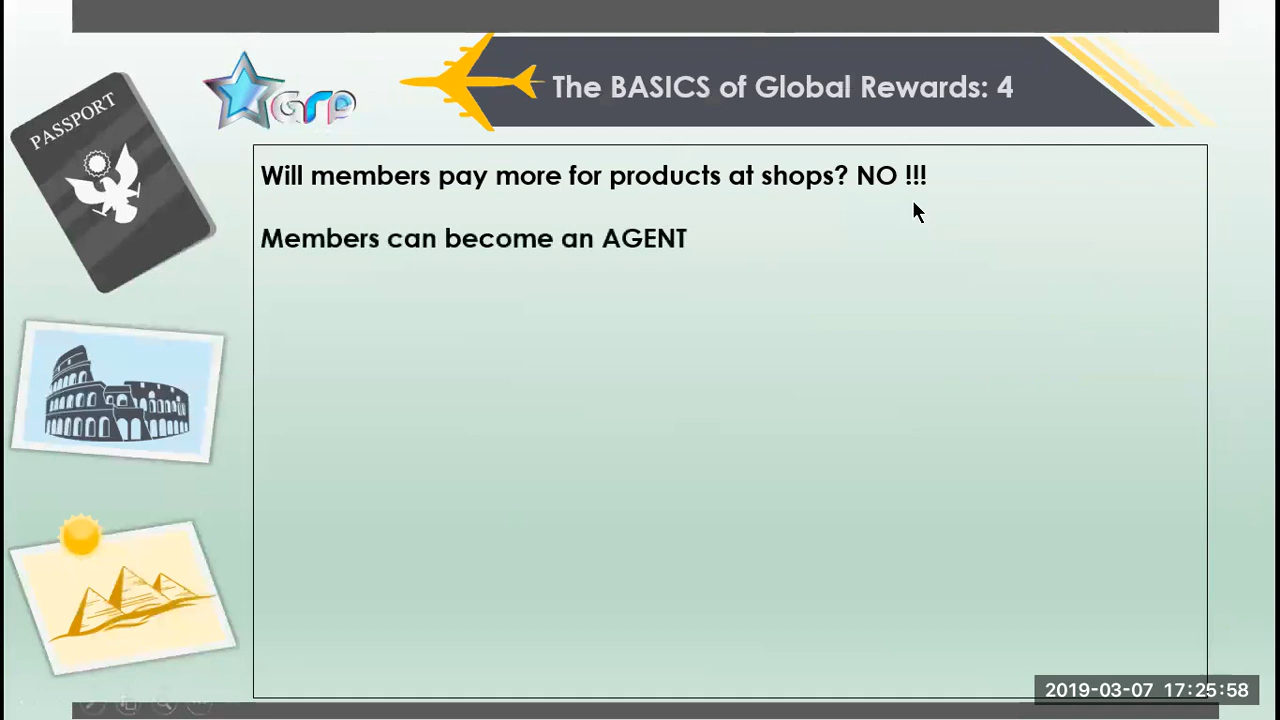 PASSPORT
GRP
The BASICS of Global Rewards: 4
Will members pay more for products at shops? NO !!!
Members can become an AGENT
2019-03-07 17:25:58